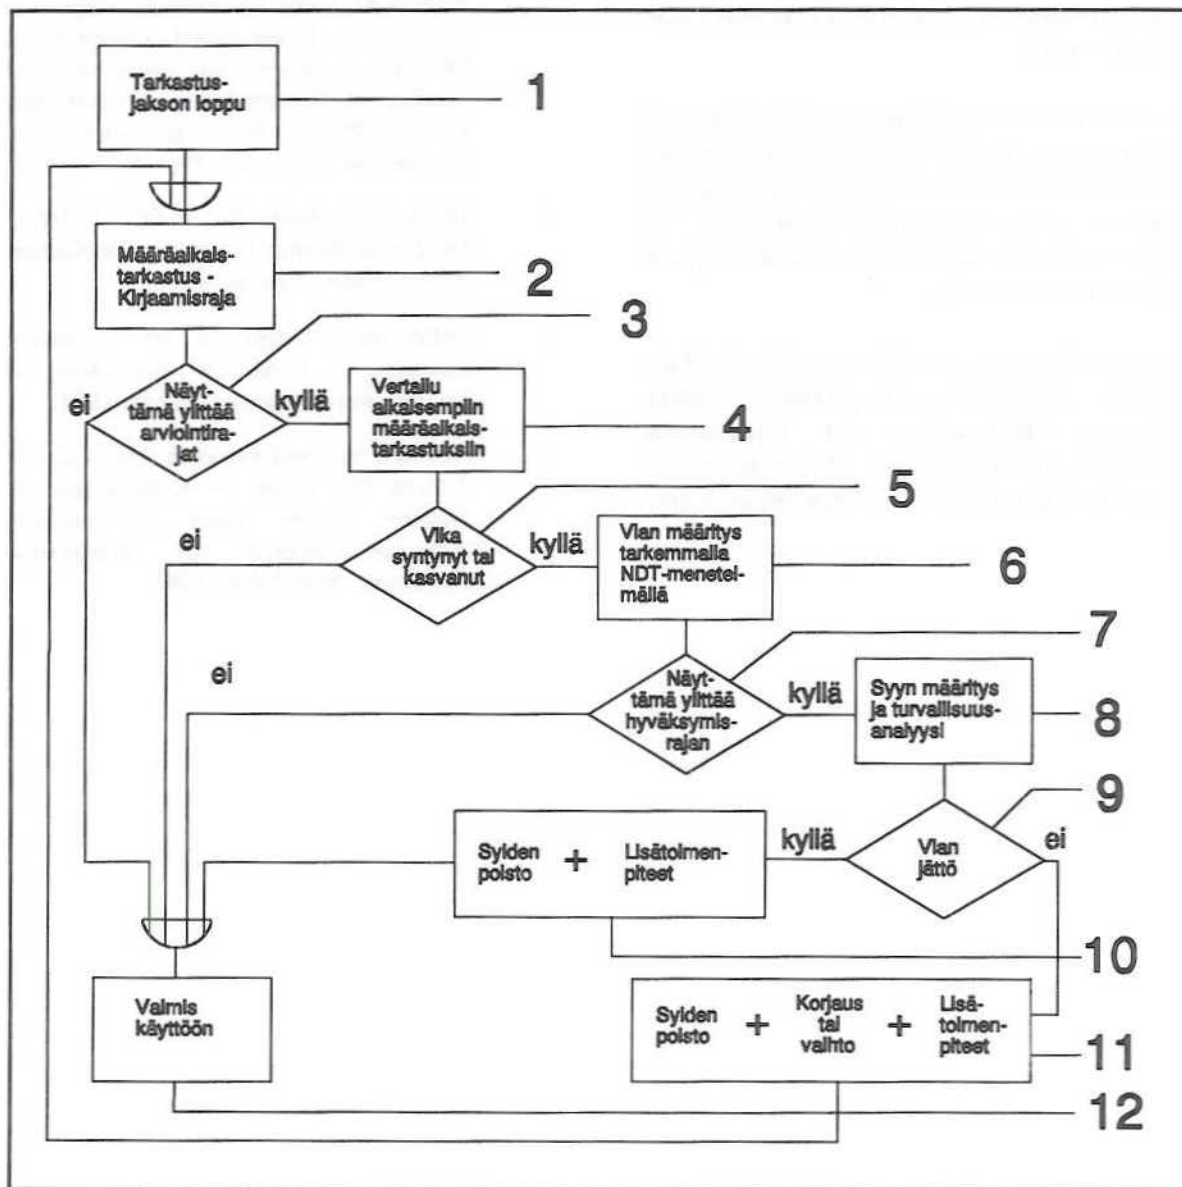 Tarkastus-
jakson loppu
1
Määräaikais-
tarkastus -
Kirjaamisraja
2
3
Näyt-
tämä ylittää
arviointira-
jat
ei
kyllä
Vertailu
aikaisempiin
määräaikais-
tarkastuksiin
4
5
Vika
syntynyt tai
kasvanut
ei
kyllä
Vian määritys
tarkemmalla
NDT-menetel-
mällä
6
7
Näyt-
tämä ylittää
hyväksymis-
rajan
ei
kyllä
Syyn määritys
ja turvallisuus-
analyysi
8
9
Vian
jättö
kyllä
ei
Syiden
poisto
+
Lisätoimen-
piteet
10
Valmis
käyttöön
Syiden
poisto
+
Korjaus
tai
vaihto
+
Lisä-
toimen-
piteet
11
12